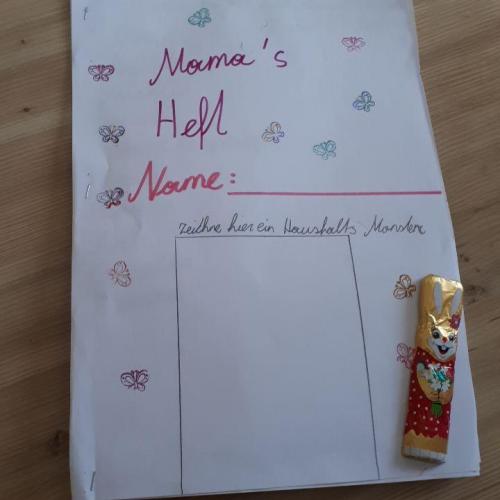 Mama's
Heft
Name:
zeichne hier ein Haushalts Monster